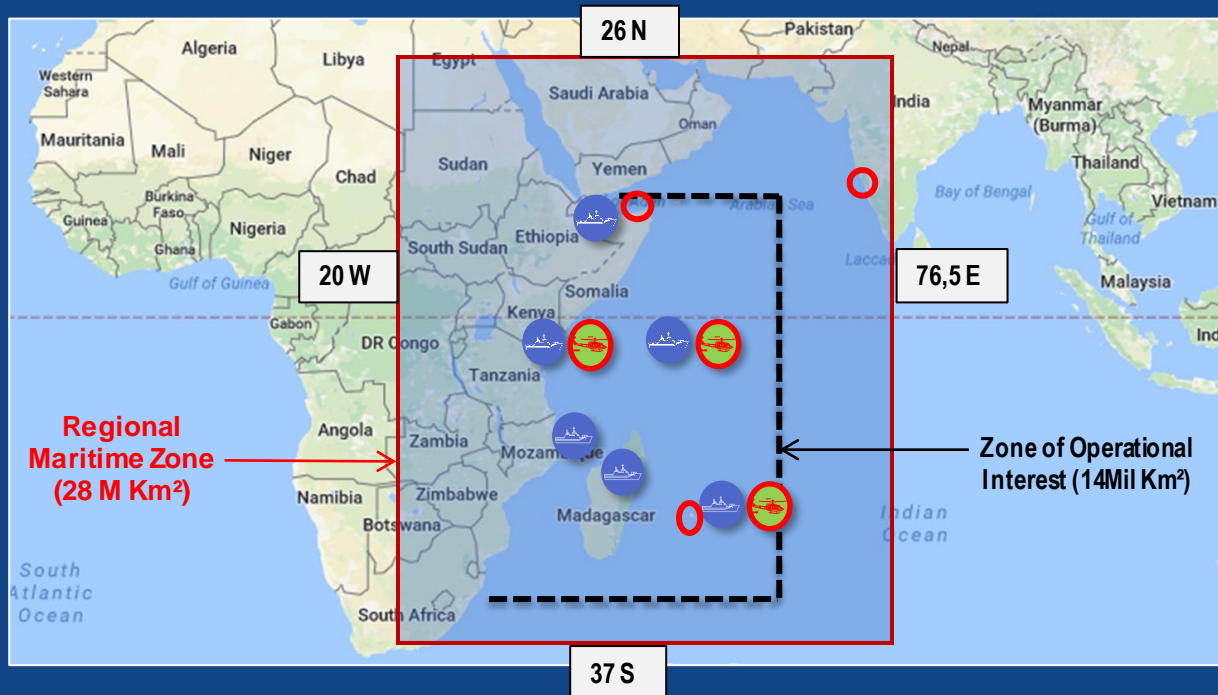 26 N
Pakistan
Algeria
Libya
Egypt
Nepal
Western
Sahara
Saudi Arabia
India
Myanmar
(Burma)
Oman
Mauritania
Mali
Niger
Sudan
Yemen
Thailand
Chad
Burkina
Faso
Bay of Bengal
Arabian Sea
Vietnam
Guinea
Nigeria
Ethiopia
Gulf of
Thailand
Ghana
South Sudan
20 W
76,5 E
Gulf of Guinea
Somalia
Malaysia
Kenya
Gabon
DR Congo
Ind
Tanzania
Regional
Maritime Zone
(28 M Km²)
Angola
Zambia
Zone of Operational
Interest (14Mil Km²)
Namibia
Zimbabwe
Madagascar
Botswana
Indian
Ocean
South
Atlantic
Ocean
South Africa
37 S